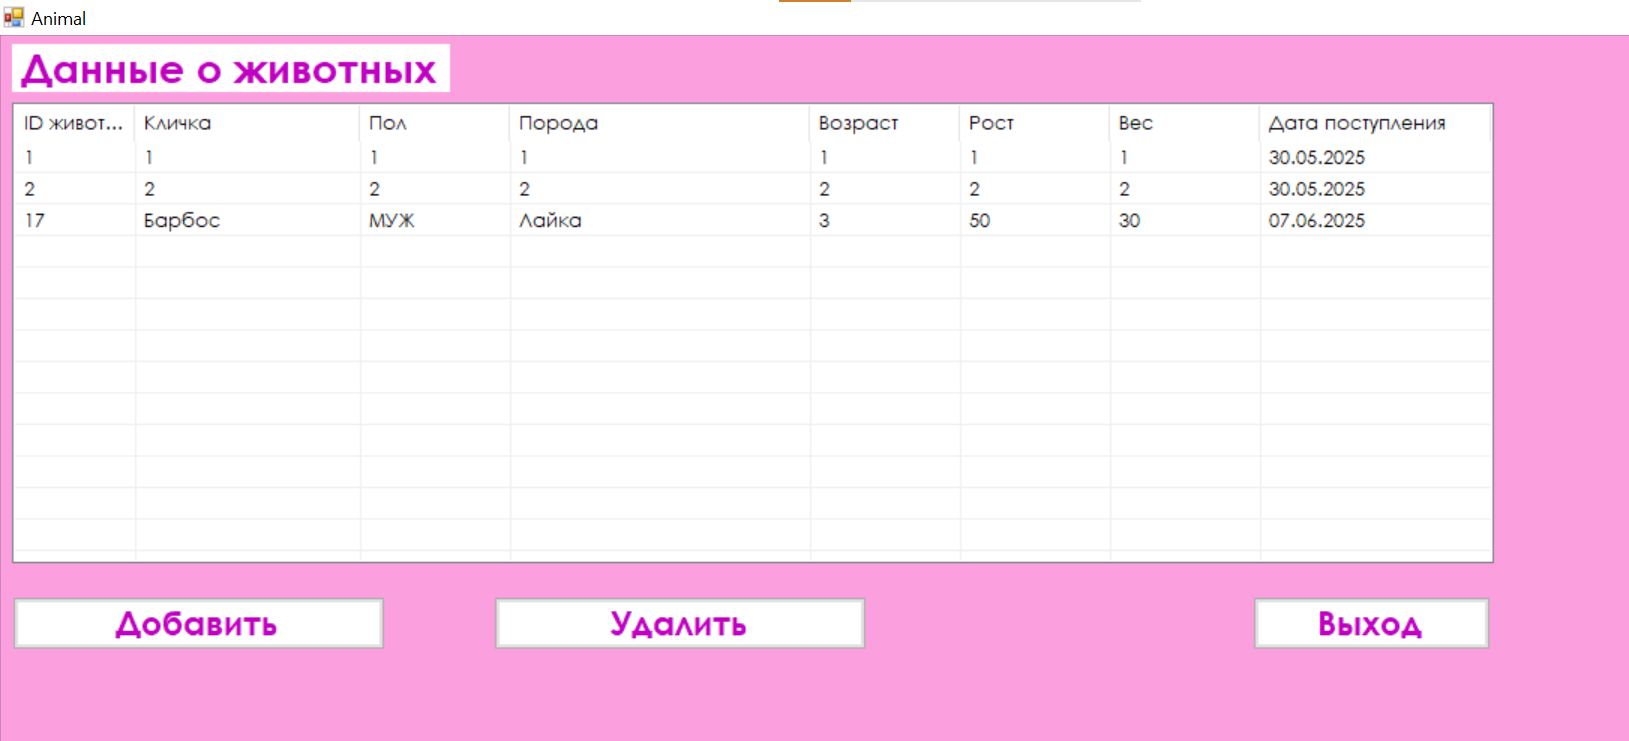 Animal
Данные о животных
ID живот... Кличка Пол Порода Возраст Рост Вес Дата поступления
1 1 1 1 1 1 1 30.05.2025
2 2 2 2 2 2 2 30.05.2025
17 Барбос МУЖ Лайка 3 50 30 07.06.2025
Добавить Удалить Выход